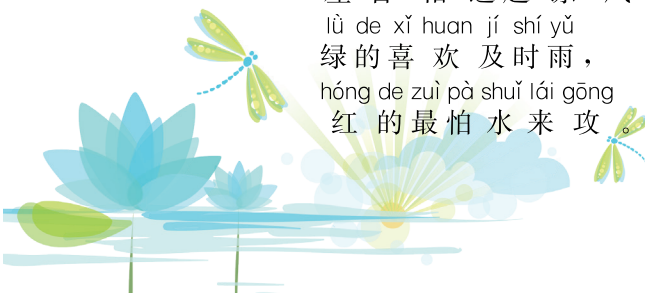 lǜ de xǐ huan jí shí yǔ
绿的喜欢及时雨，
hóng de zuì pà shuǐ lái gōng
红的最怕水来攻。